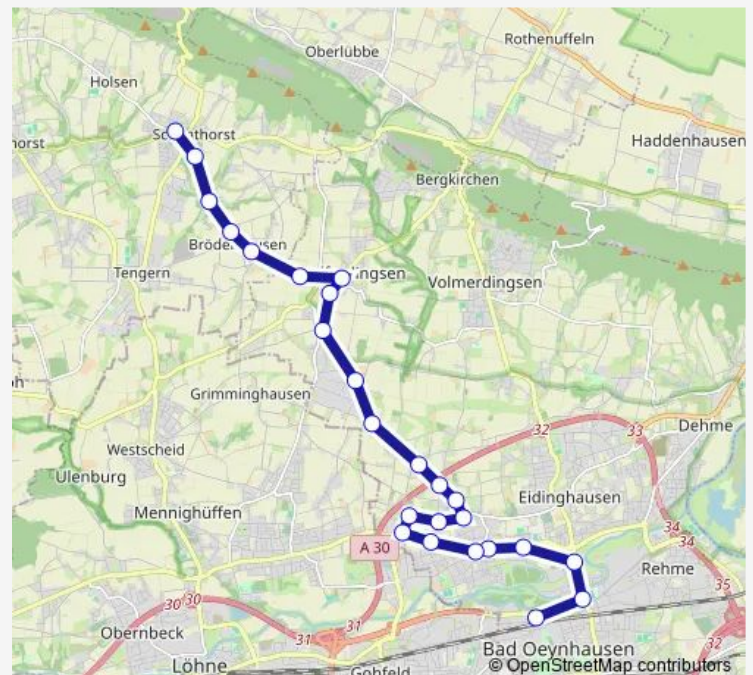 Rothenuffeln
Oberlübbe
Holsen
Haddenhausen
Bergkirchen
Tengern
Volmerdingsen
Grimminghausen
32
33
Dehme
Westscheid
Ulenburg
Eidinghausen
Mennighüffen
34
34
A 30
Rehme
35
30 30
Obernbeck
31
31
32
Löhne
Gohfeld
Bad Oeynhausen
© OpenStreetMap contributors